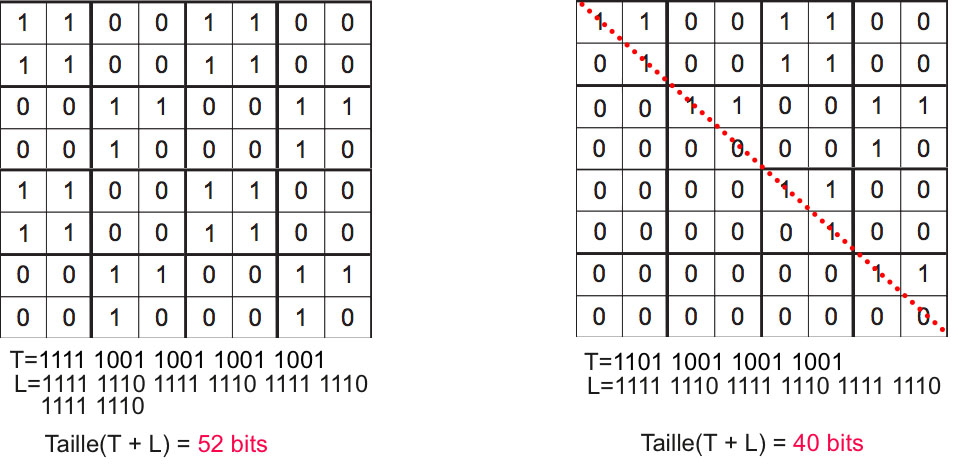 1 1 0 0 1 1 0 0
1 1 0 0 1 1 0 0
0 0 1 1 0 0 1 1
0 0 1 0 0 0 1 0
1 1 0 0 1 1 0 0
1 1 0 0 1 1 0 0
0 0 1 1 0 0 1 1
0 0 1 0 0 0 1 0
T=1111 1001 1001 1001 1001
L=1111 1110 1111 1110 1111 1110
1111 1110
Taille(T + L) = 52 bits
1 1 0 0 1 1 0 0
0 1 0 0 1 1 0 0
0 0 1 1 0 0 1 1
0 0 0 0 0 0 1 0
0 0 0 0 1 1 0 0
0 0 0 0 0 1 0 0
0 0 0 0 0 0 1 1
0 0 0 0 0 0 0 0
T=1101 1001 1001 1001
L=1111 1110 1111 1110 1111 1110
Taille(T + L) = 40 bits